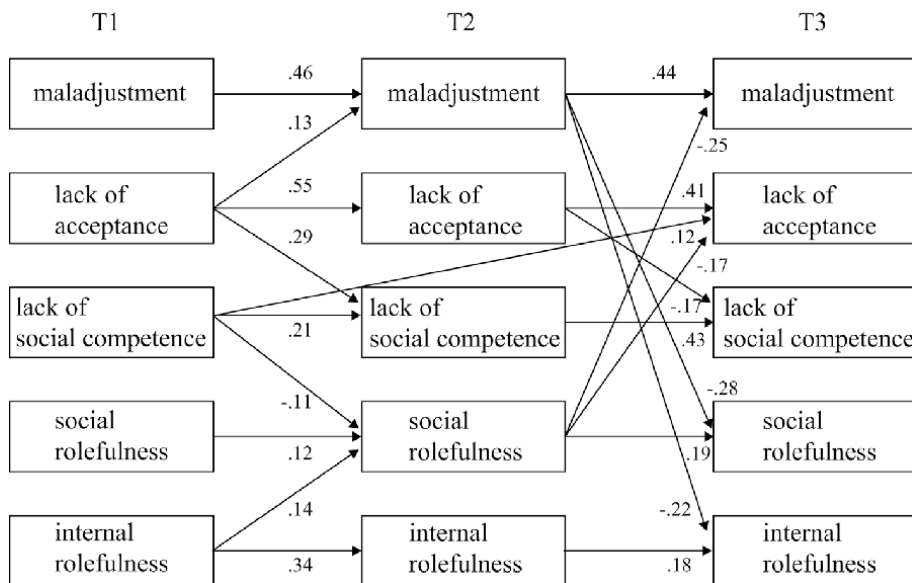 T1 T2 T3
.46 .44
maladjustment maladjustment maladjustment
.13 -.25
.55 .41
lack of lack of lack of
acceptance acceptance acceptance
.29 .12
-.17
lack of lack of -.17 lack of
social competence .21 social competence .43 social competence
-.11 -.28
social social social
rolefulness .12 rolefulness .19 rolefulness
.14 -.22
internal internal internal
rolefulness .34 rolefulness .18 rolefulness